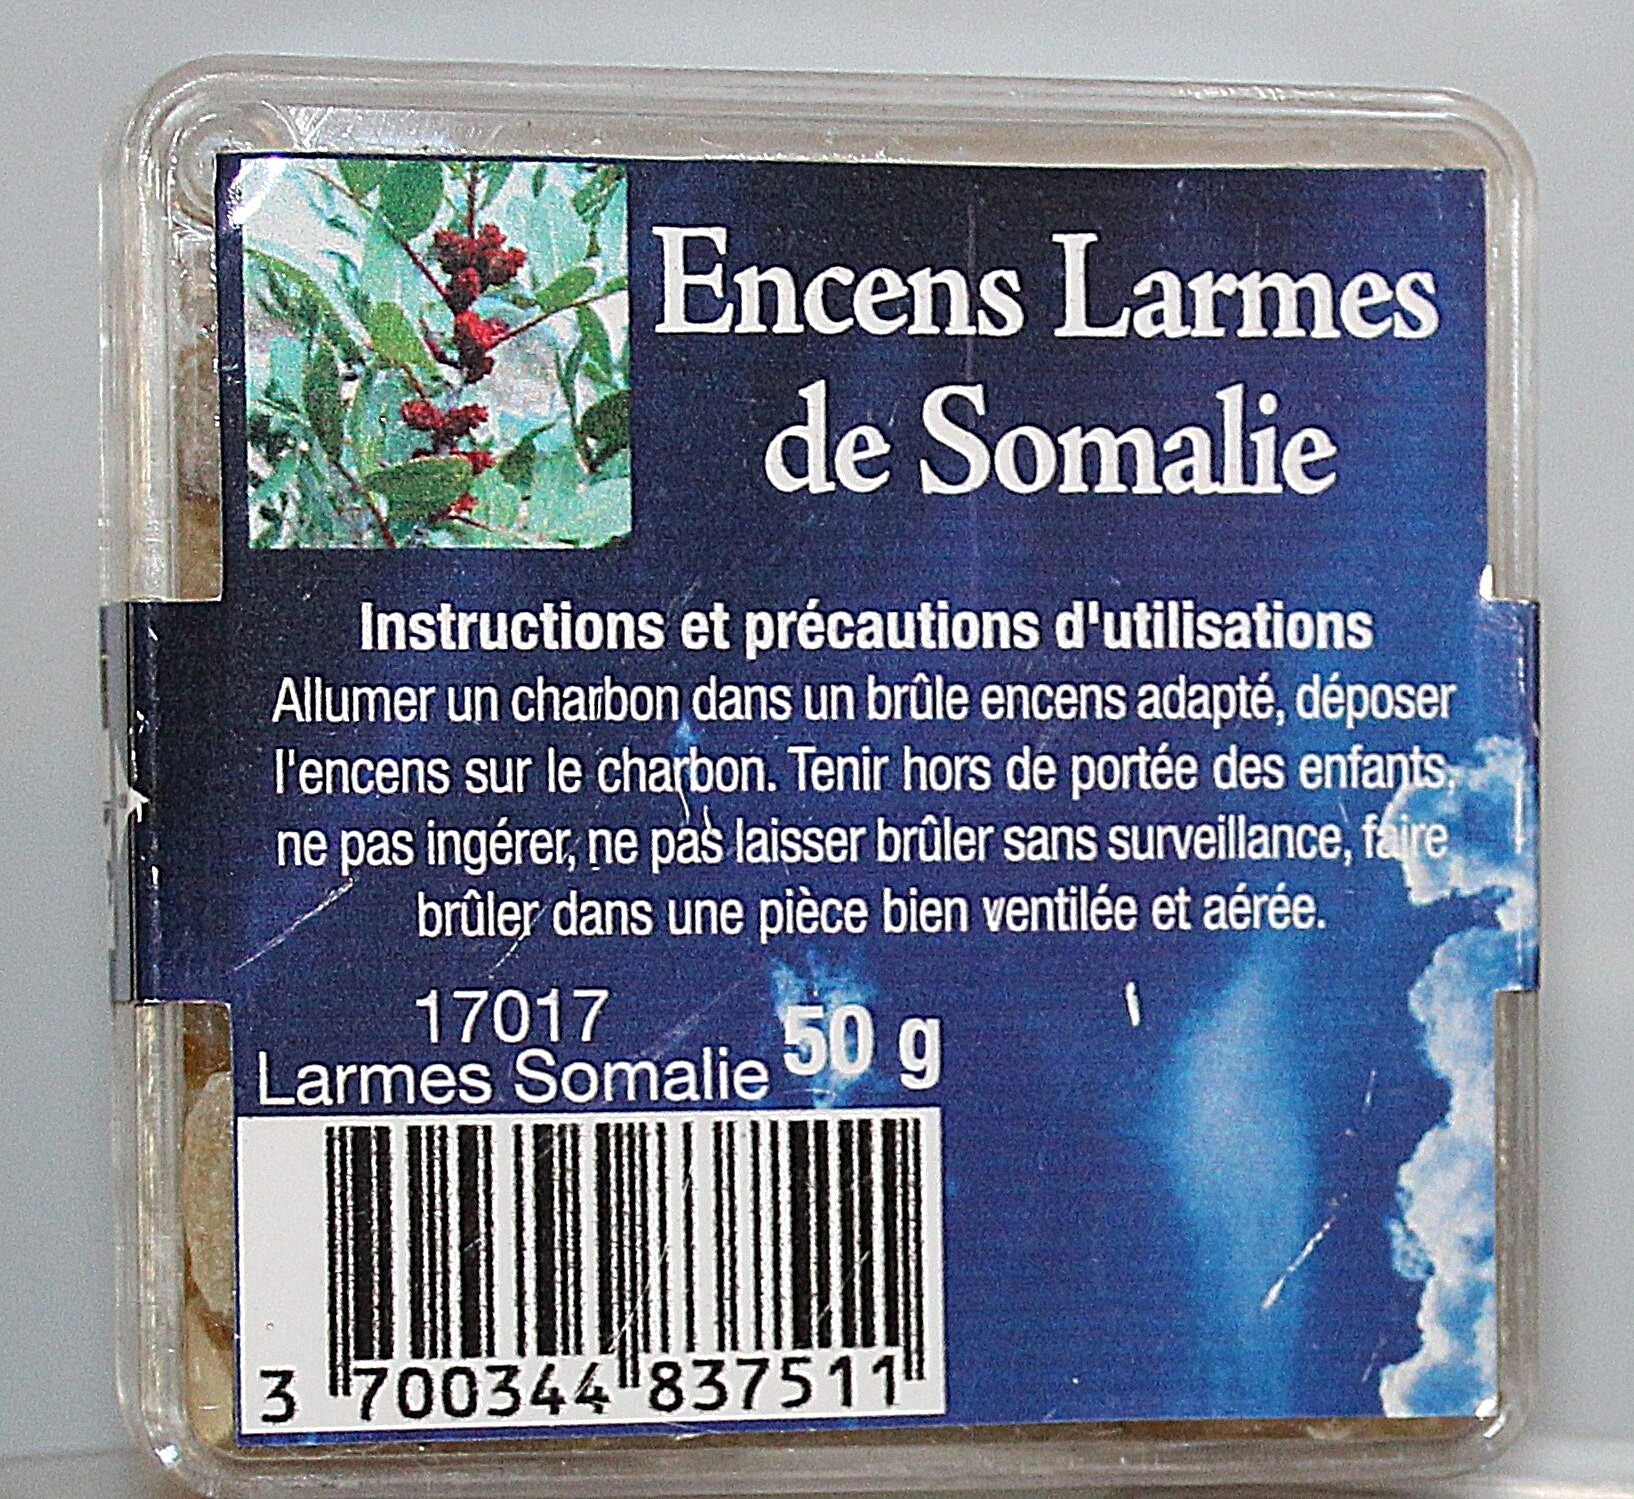 Encens Larmes
de Somalie
Instructions et précautions d'utilisations
Allumer un charbon dans un brûle encens adapté, déposer
l'encens sur le charbon. Tenir hors de portée des enfants,
ne pas ingérer, ne pas laisser brûler sans surveillance, faire
brûler dans une pièce bien ventilée et aérée.
17017
Larmes Somalie 50 g
3 700344 837511